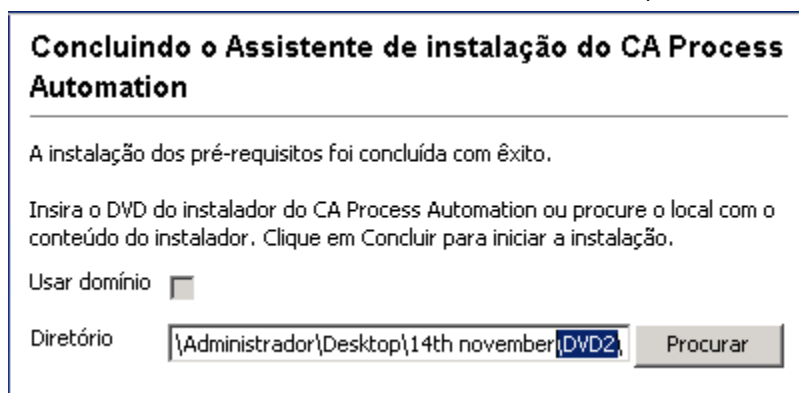 Concluindo o Assistente de instalação do CA Process
Automation
A instalação dos pré-requisitos foi concluída com êxito.
Insira o DVD do instalador do CA Process Automation ou procure o local com o
conteúdo do instalador. Clique em Concluir para iniciar a instalação.
Usar domínio
Diretório \Administrador\Desktop\14th november\DVD2\ Procurar